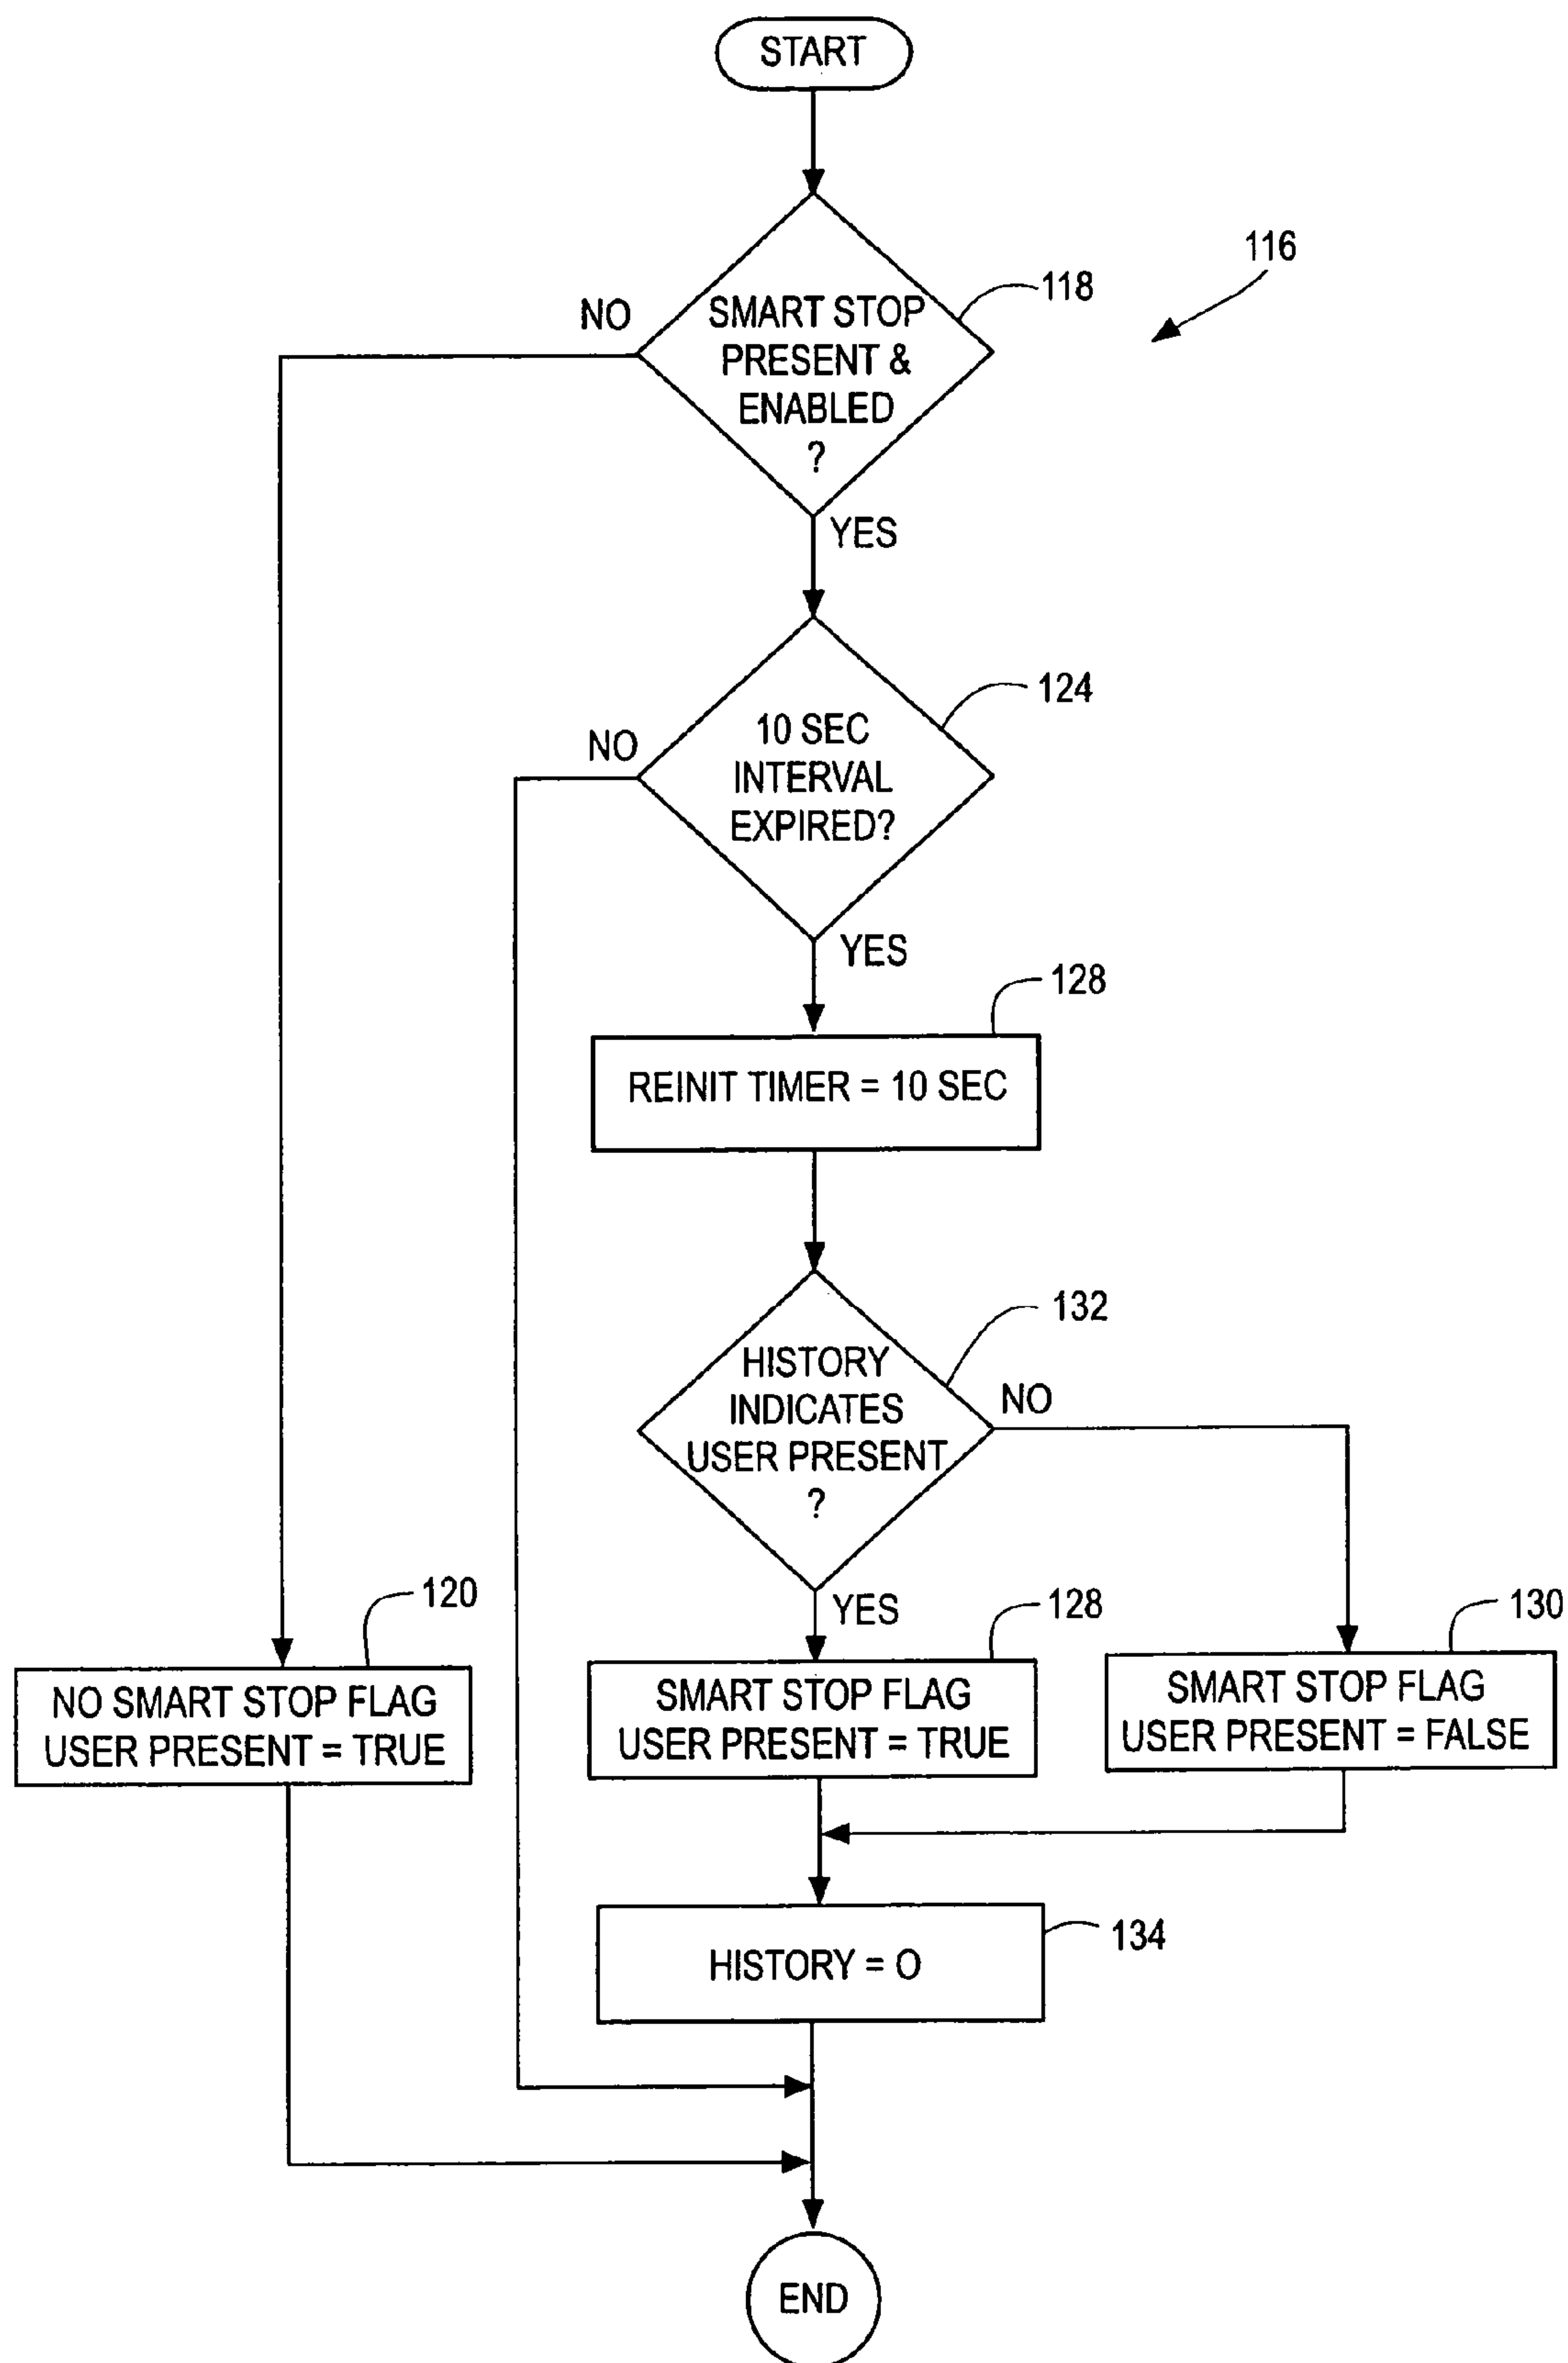 START
116
118
NO
SMART STOP
PRESENT &
ENABLED
?
YES
124
NO
10 SEC
INTERVAL
EXPIRED?
YES
128
REINIT TIMER = 10 SEC
132
HISTORY
INDICATES
USER PRESENT
?
NO
YES
120
NO SMART STOP FLAG
USER PRESENT = TRUE
128
SMART STOP FLAG
USER PRESENT = TRUE
130
SMART STOP FLAG
USER PRESENT = FALSE
134
HISTORY = O
END